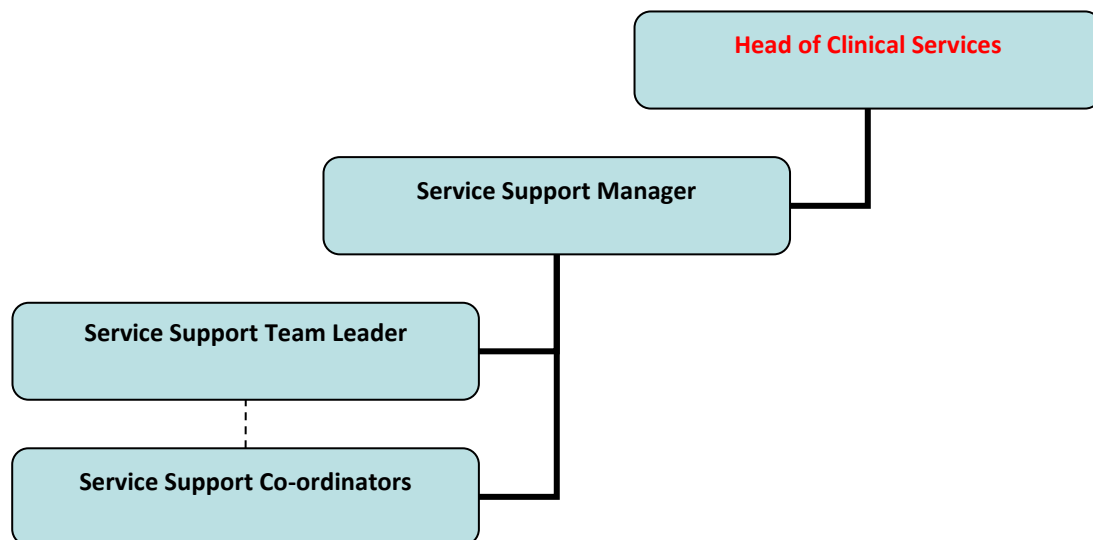 Head of Clinical Services
Service Support Manager
Service Support Team Leader
Service Support Co-ordinators